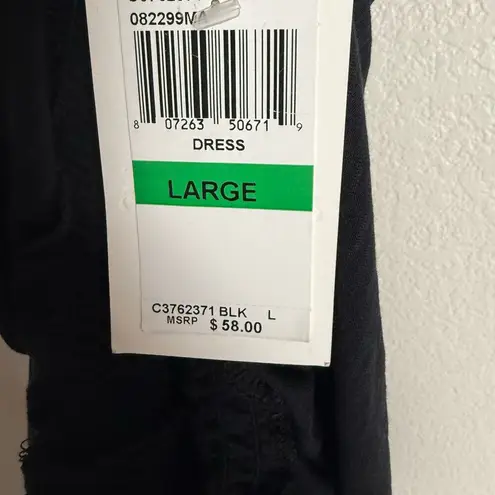 082299MA
8 07263 50671 9
DRESS
LARGE
C3762371 BLK L
MSRP $ 58.00